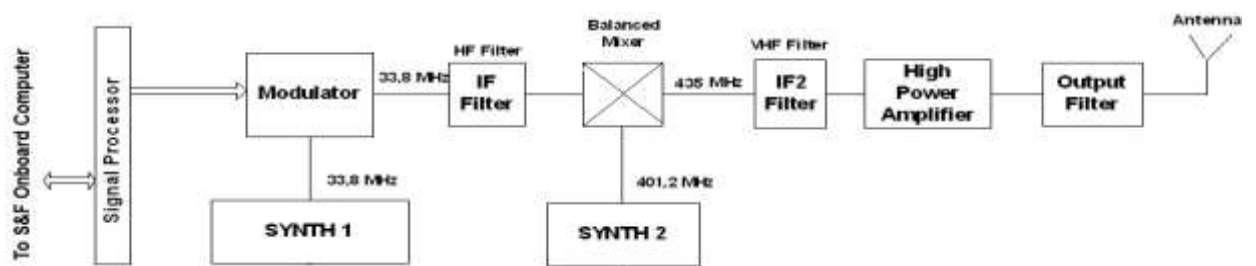 To S&F Onboard Computer
Signal Processor
Modulator
33,8 MHz
SYNTH 1
33,8 MHz
HF Filter
IF
Filter
Balanced
Mixer
401,2 MHz
SYNTH 2
435 MHz
VHF Filter
IF2
Filter
High
Power
Amplifier
Output
Filter
Antenna